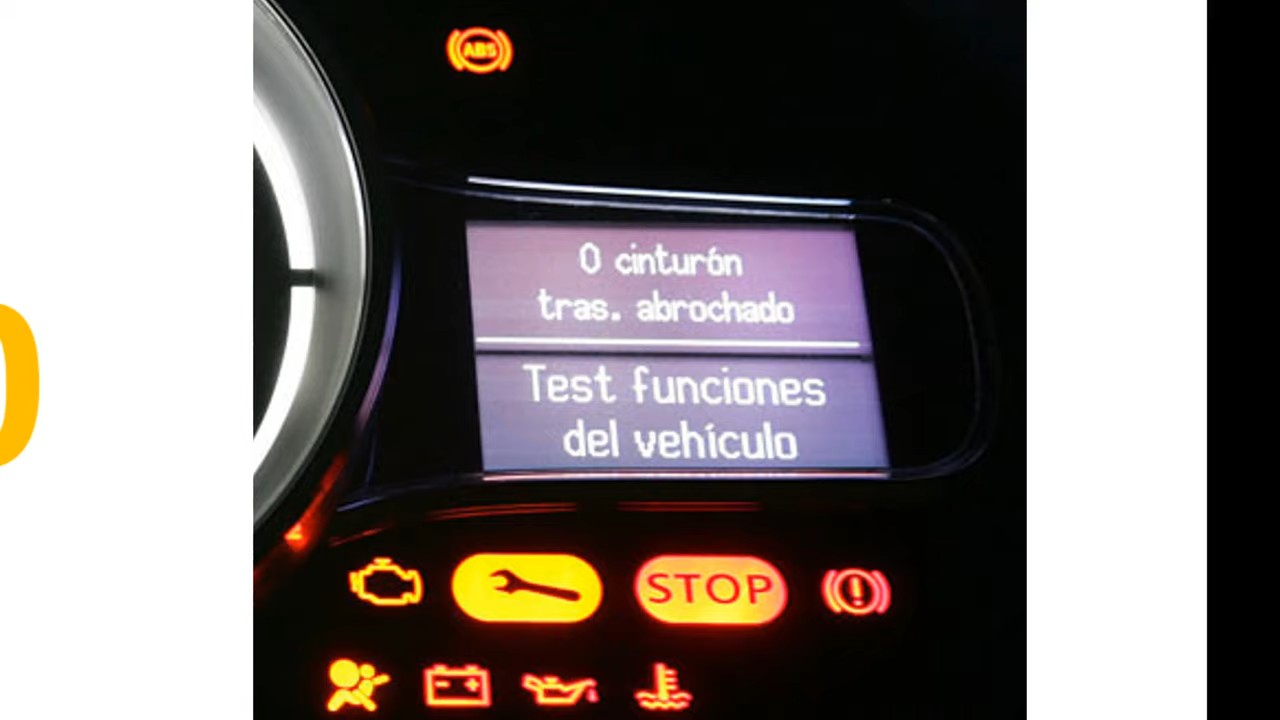 ABS
0 cinturón
tras. abrochado
Test funciones
del vehículo
STOP